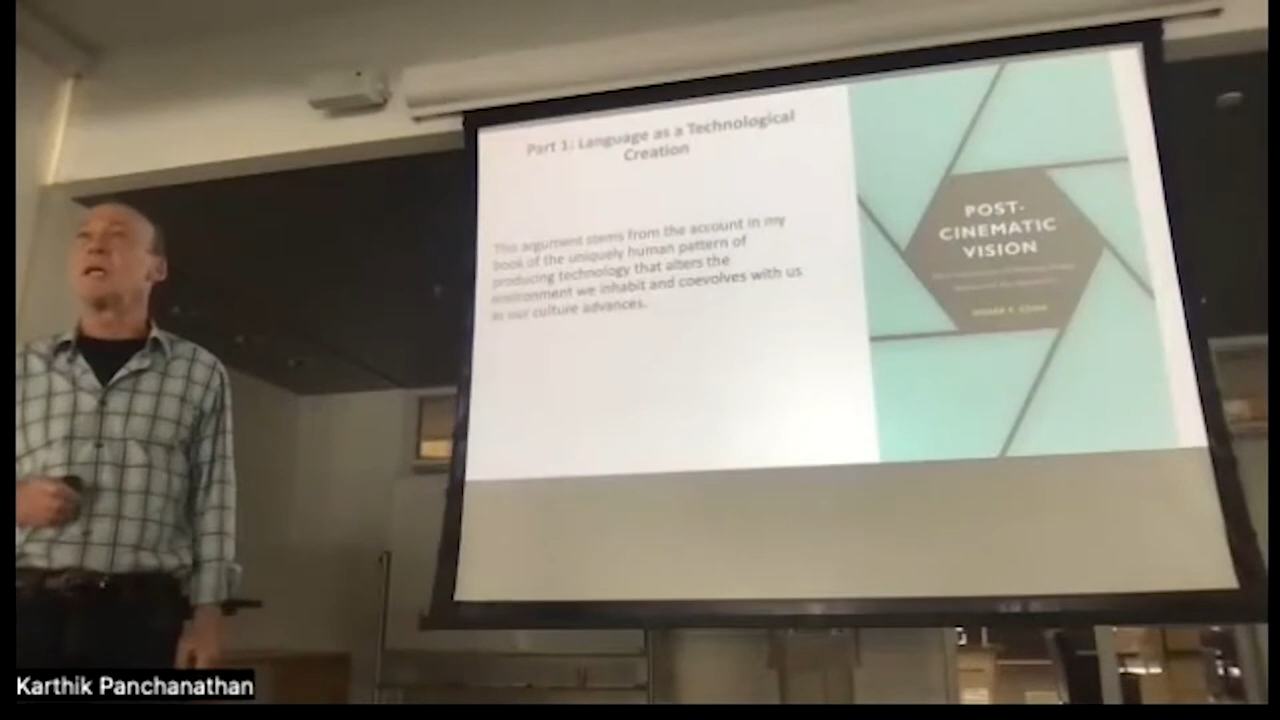 Part 1: Language as a Technological
Creation
This argument stems from the account in my
book of the uniquely human pattern of
producing technology that alters the
environment we inhabit and coevolves with us
as our culture advances.
POST-
CINEMATIC
VISION
Karthik Panchanathan